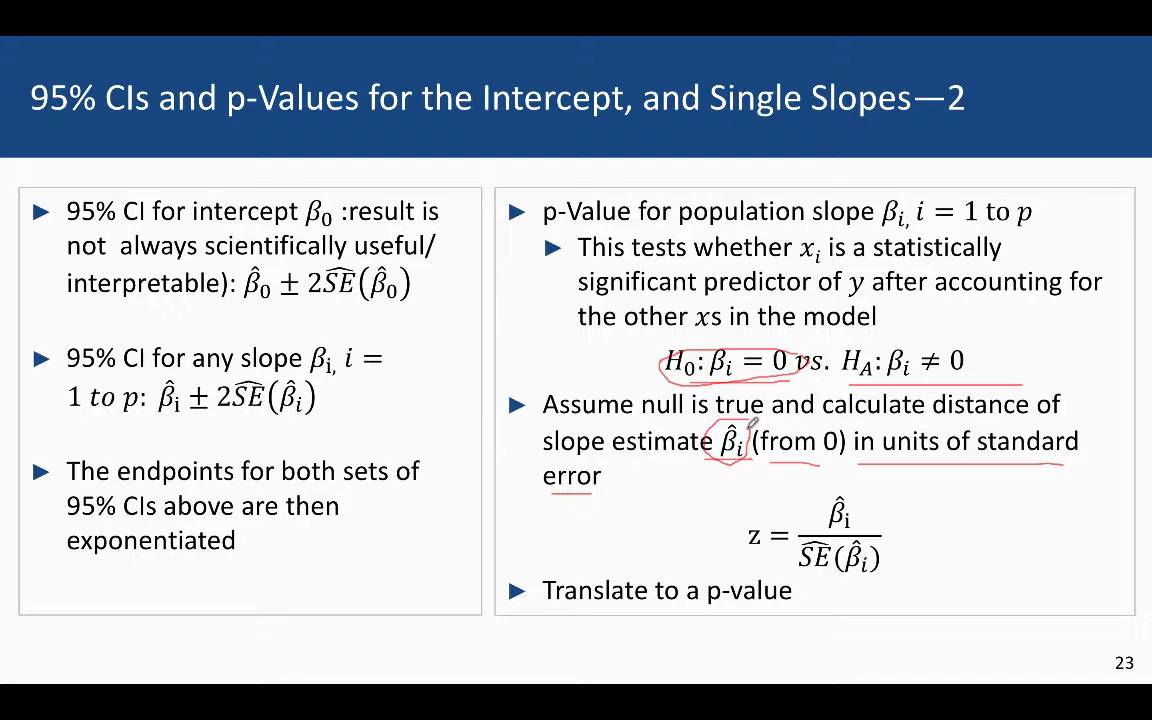 95% CIs and p-Values for the Intercept, and Single Slopes—2
► 95% CI for intercept β₀ :result is
not always scientifically useful/
interpretable): β̂₀ ± 2ŜE(β̂₀)
► 95% CI for any slope βᵢ, i =
1 to p: β̂ᵢ ± 2ŜE(β̂ᵢ)
► The endpoints for both sets of
95% CIs above are then
exponentiated
► p-Value for population slope βᵢ, i = 1 to p
► This tests whether xᵢ is a statistically
significant predictor of y after accounting for
the other xs in the model
H₀: βᵢ = 0 vs. H_A: βᵢ ≠ 0
► Assume null is true and calculate distance of
slope estimate β̂ᵢ (from 0) in units of standard
error
z = β̂ᵢ / ŜE(β̂ᵢ)
► Translate to a p-value
23